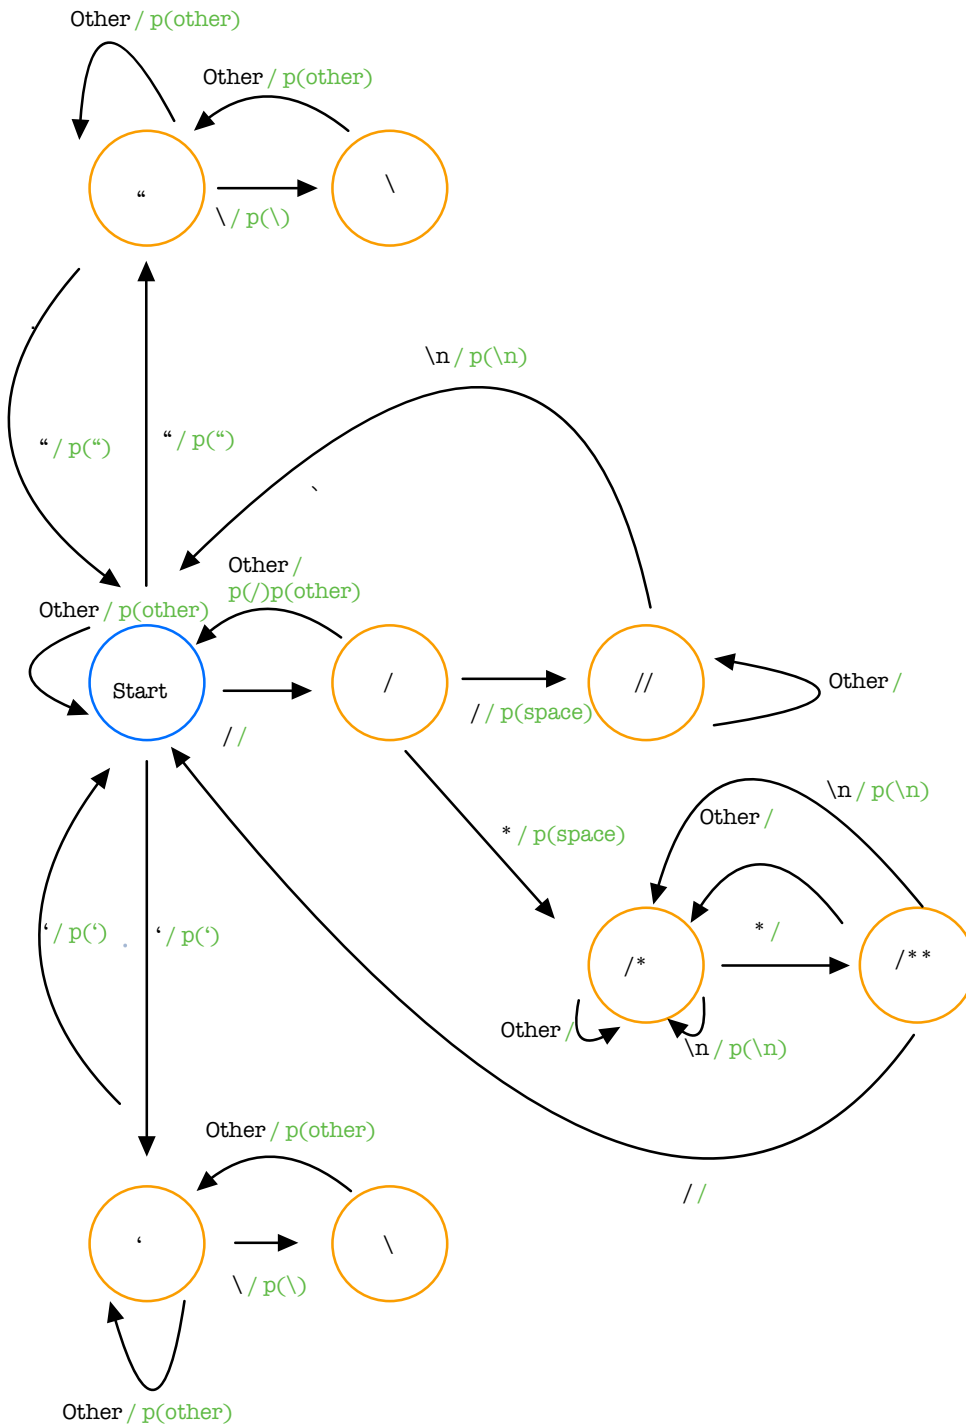 Other / p(other)
Other / p(other)
“
\
\ / p(\)
\n / p(\n)
“ / p(“)
“ / p(“)
`
Other /
p(/)p(other)
Other / p(other)
Start
/
//
Other /
/ /
/ / p(space)
\n / p(\n)
Other /
* / p(space)
‘ / p(‘)
‘ / p(‘)
* /
/*
/**
Other /
\n / p(\n)
Other / p(other)
/ /
‘
\
\ / p(\)
Other / p(other)